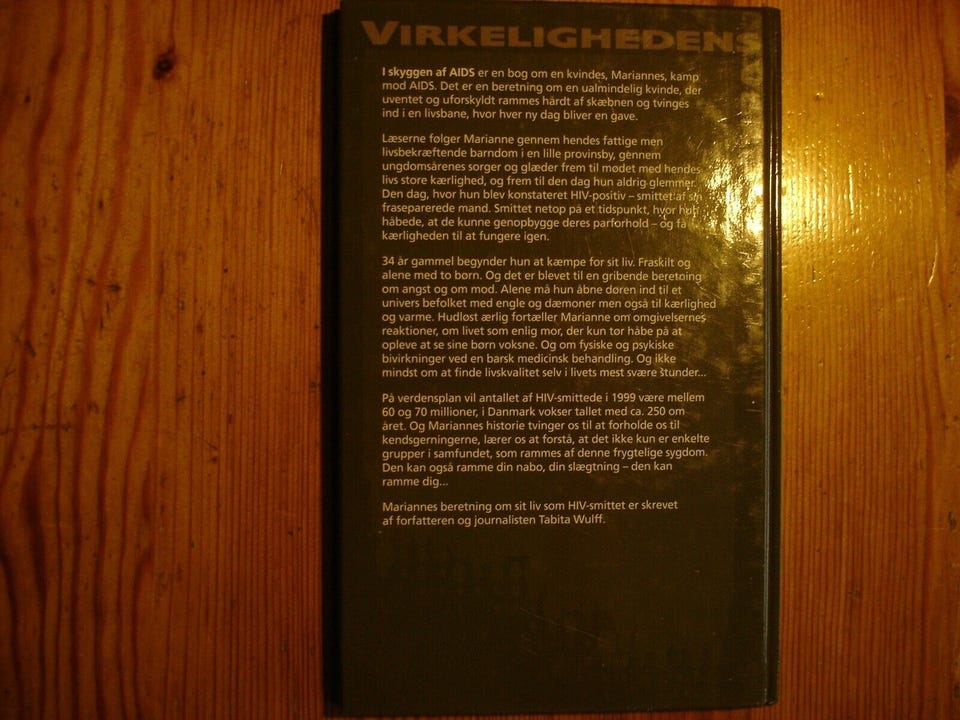 VIRKELIGHEDENS
I skyggen af AIDS er en bog om en kvindes, Mariannes, kamp
mod AIDS. Det er en beretning om en ualmindelig kvinde, der
uventet og uforskyldt rammes hårdt af skæbnen og tvinges
ind i en livsbane, hvor hver ny dag bliver en gave.
Læserne følger Marianne gennem hendes fattige men
livsbekræftende barndom i en lille provinsby, gennem
ungdomsårenes sorger og glæder frem til mødet med hendes
livs store kærlighed, og frem til den dag hun aldrig glemmer.
Den dag, hvor hun blev konstateret HIV-positiv – smittet af sin
fraseparerede mand. Smittet netop på et tidspunkt, hvor hun
håbede, at de kunne genopbygge deres parforhold – og få
kærligheden til at fungere igen.
34 år gammel begynder hun at kæmpe for sit liv. Fraskilt og
alene med to børn. Og det er blevet til en gribende beretning
om angst og om mod. Alene må hun åbne døren ind til et
univers befolket med engle og dæmoner men også til kærlighed
og varme. Hudløst ærlig fortæller Marianne om omgivelsernes
reaktioner, om livet som enlig mor, der kun tør håbe på at
opleve at se sine børn voksne. Og om fysiske og psykiske
bivirkninger ved en barsk medicinsk behandling. Og ikke
mindst om at finde livskvalitet selv i livets mest svære stunder...
På verdensplan vil antallet af HIV-smittede i 1999 være mellem
60 og 70 millioner, i Danmark vokser tallet med ca. 250 om
året. Og Mariannes historie tvinger os til at forholde os til
kendsgerningerne, lærer os at forstå, at det ikke kun er enkelte
grupper i samfundet, som rammes af denne frygtelige sygdom.
Den kan også ramme din nabo, din slægtning – den kan
ramme dig...
Mariannes beretning om sit liv som HIV-smittet er skrevet
af forfatteren og journalisten Tabita Wulff.